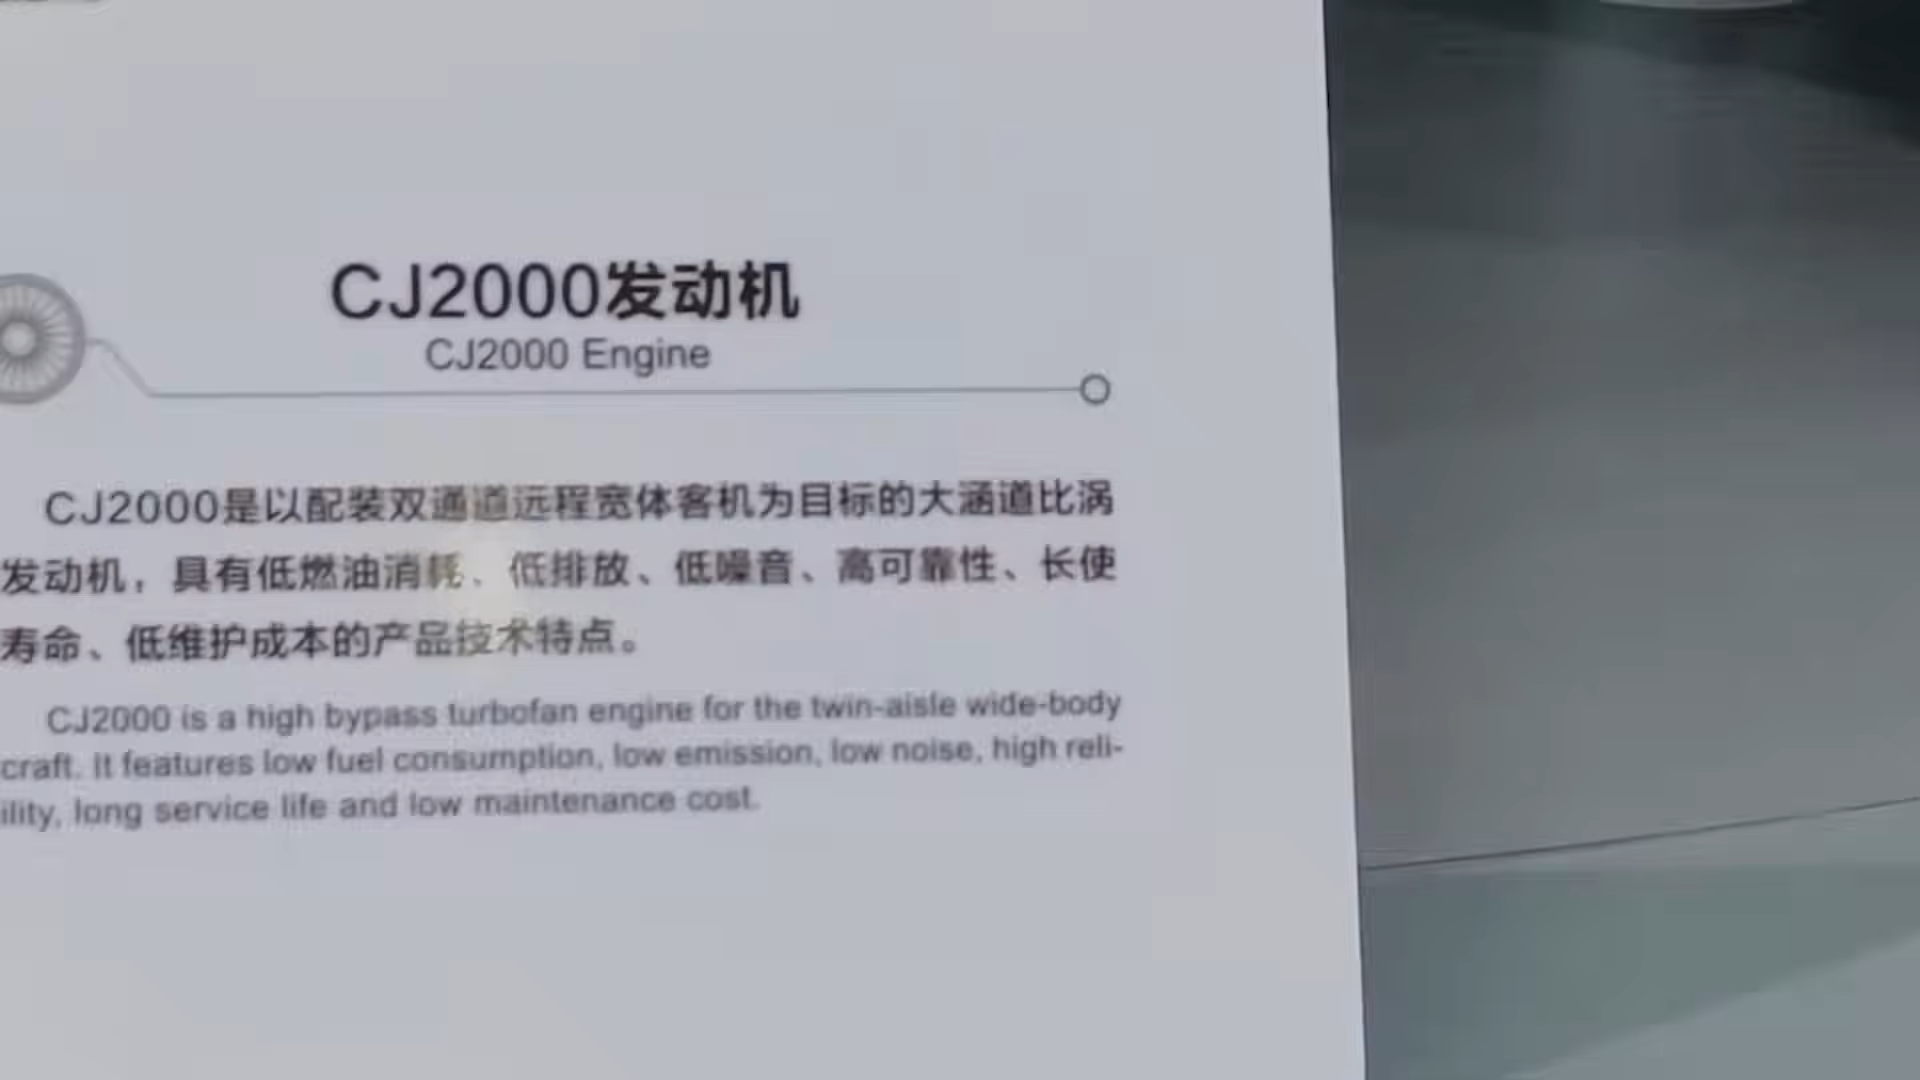 CJ2000发动机
CJ2000 Engine
CJ2000是以配装双通道远程宽体客机为目标的大涵道比涡
发动机，具有低燃油消耗、低排放、低噪音、高可靠性、长使
寿命、低维护成本的产品技术特点。
CJ2000 is a high bypass turbofan engine for the twin-aisle wide-body
craft. It features low fuel consumption, low emission, low noise, high reli-
ility, long service life and low maintenance cost.